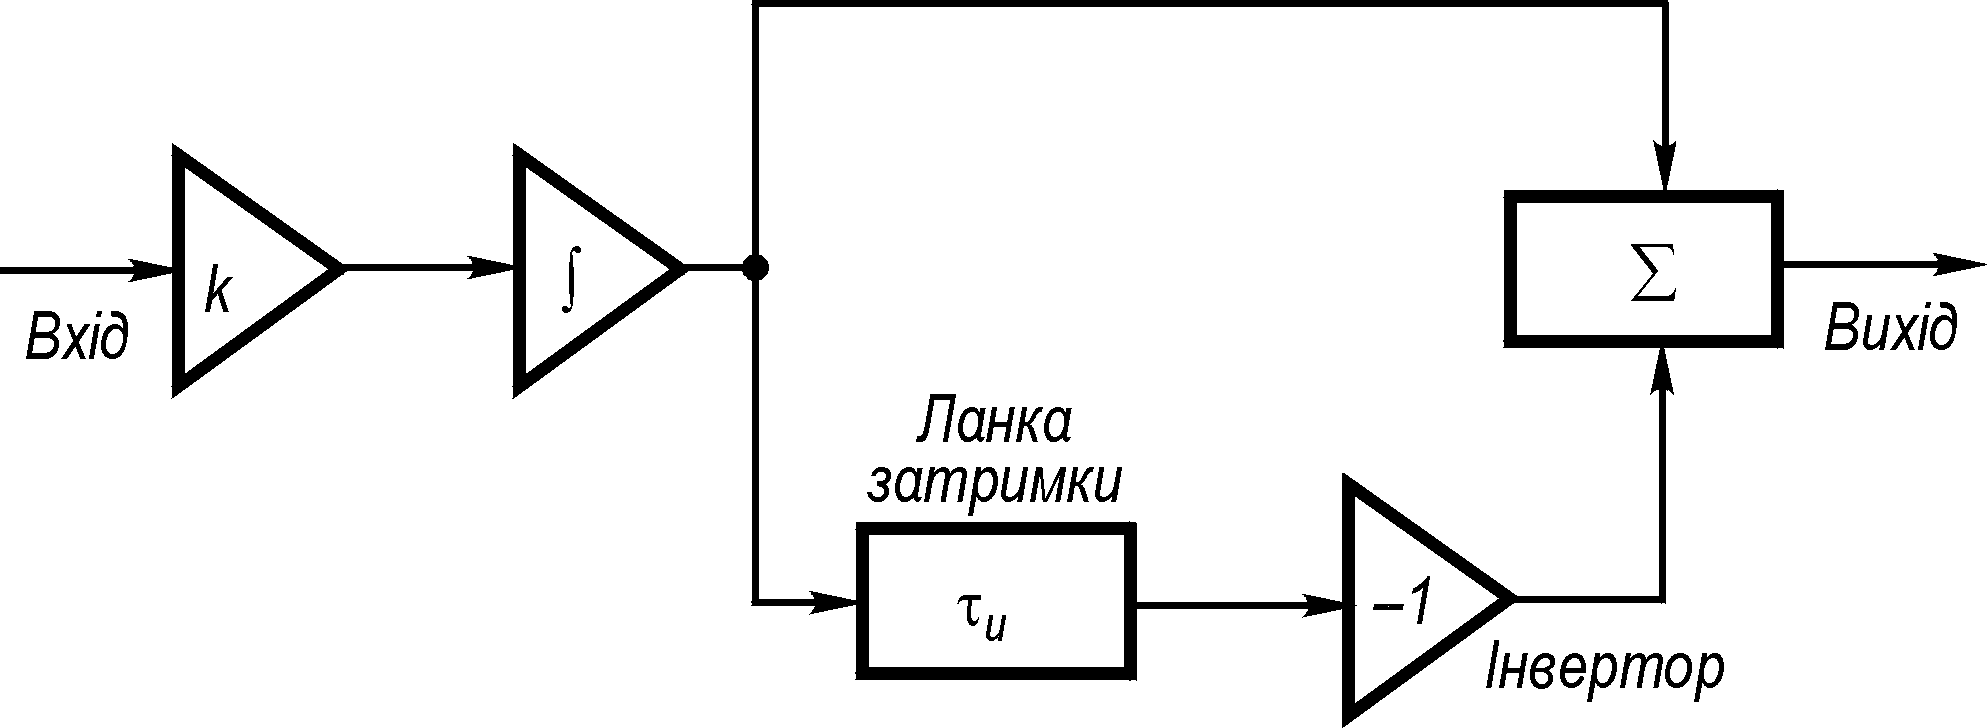 Вхід
k
∫
Σ
Вихід
Ланка
затримки
τи
–1
Інвертор